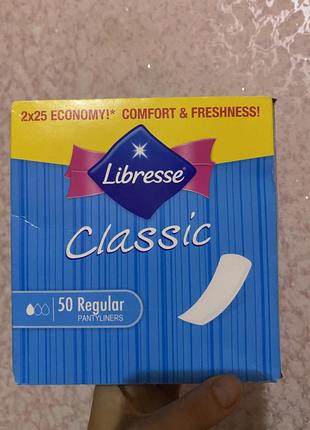 2x25 ECONOMY!* COMFORT & FRESHNESS!
Libresse
Classic
50 Regular
PANTYLINERS